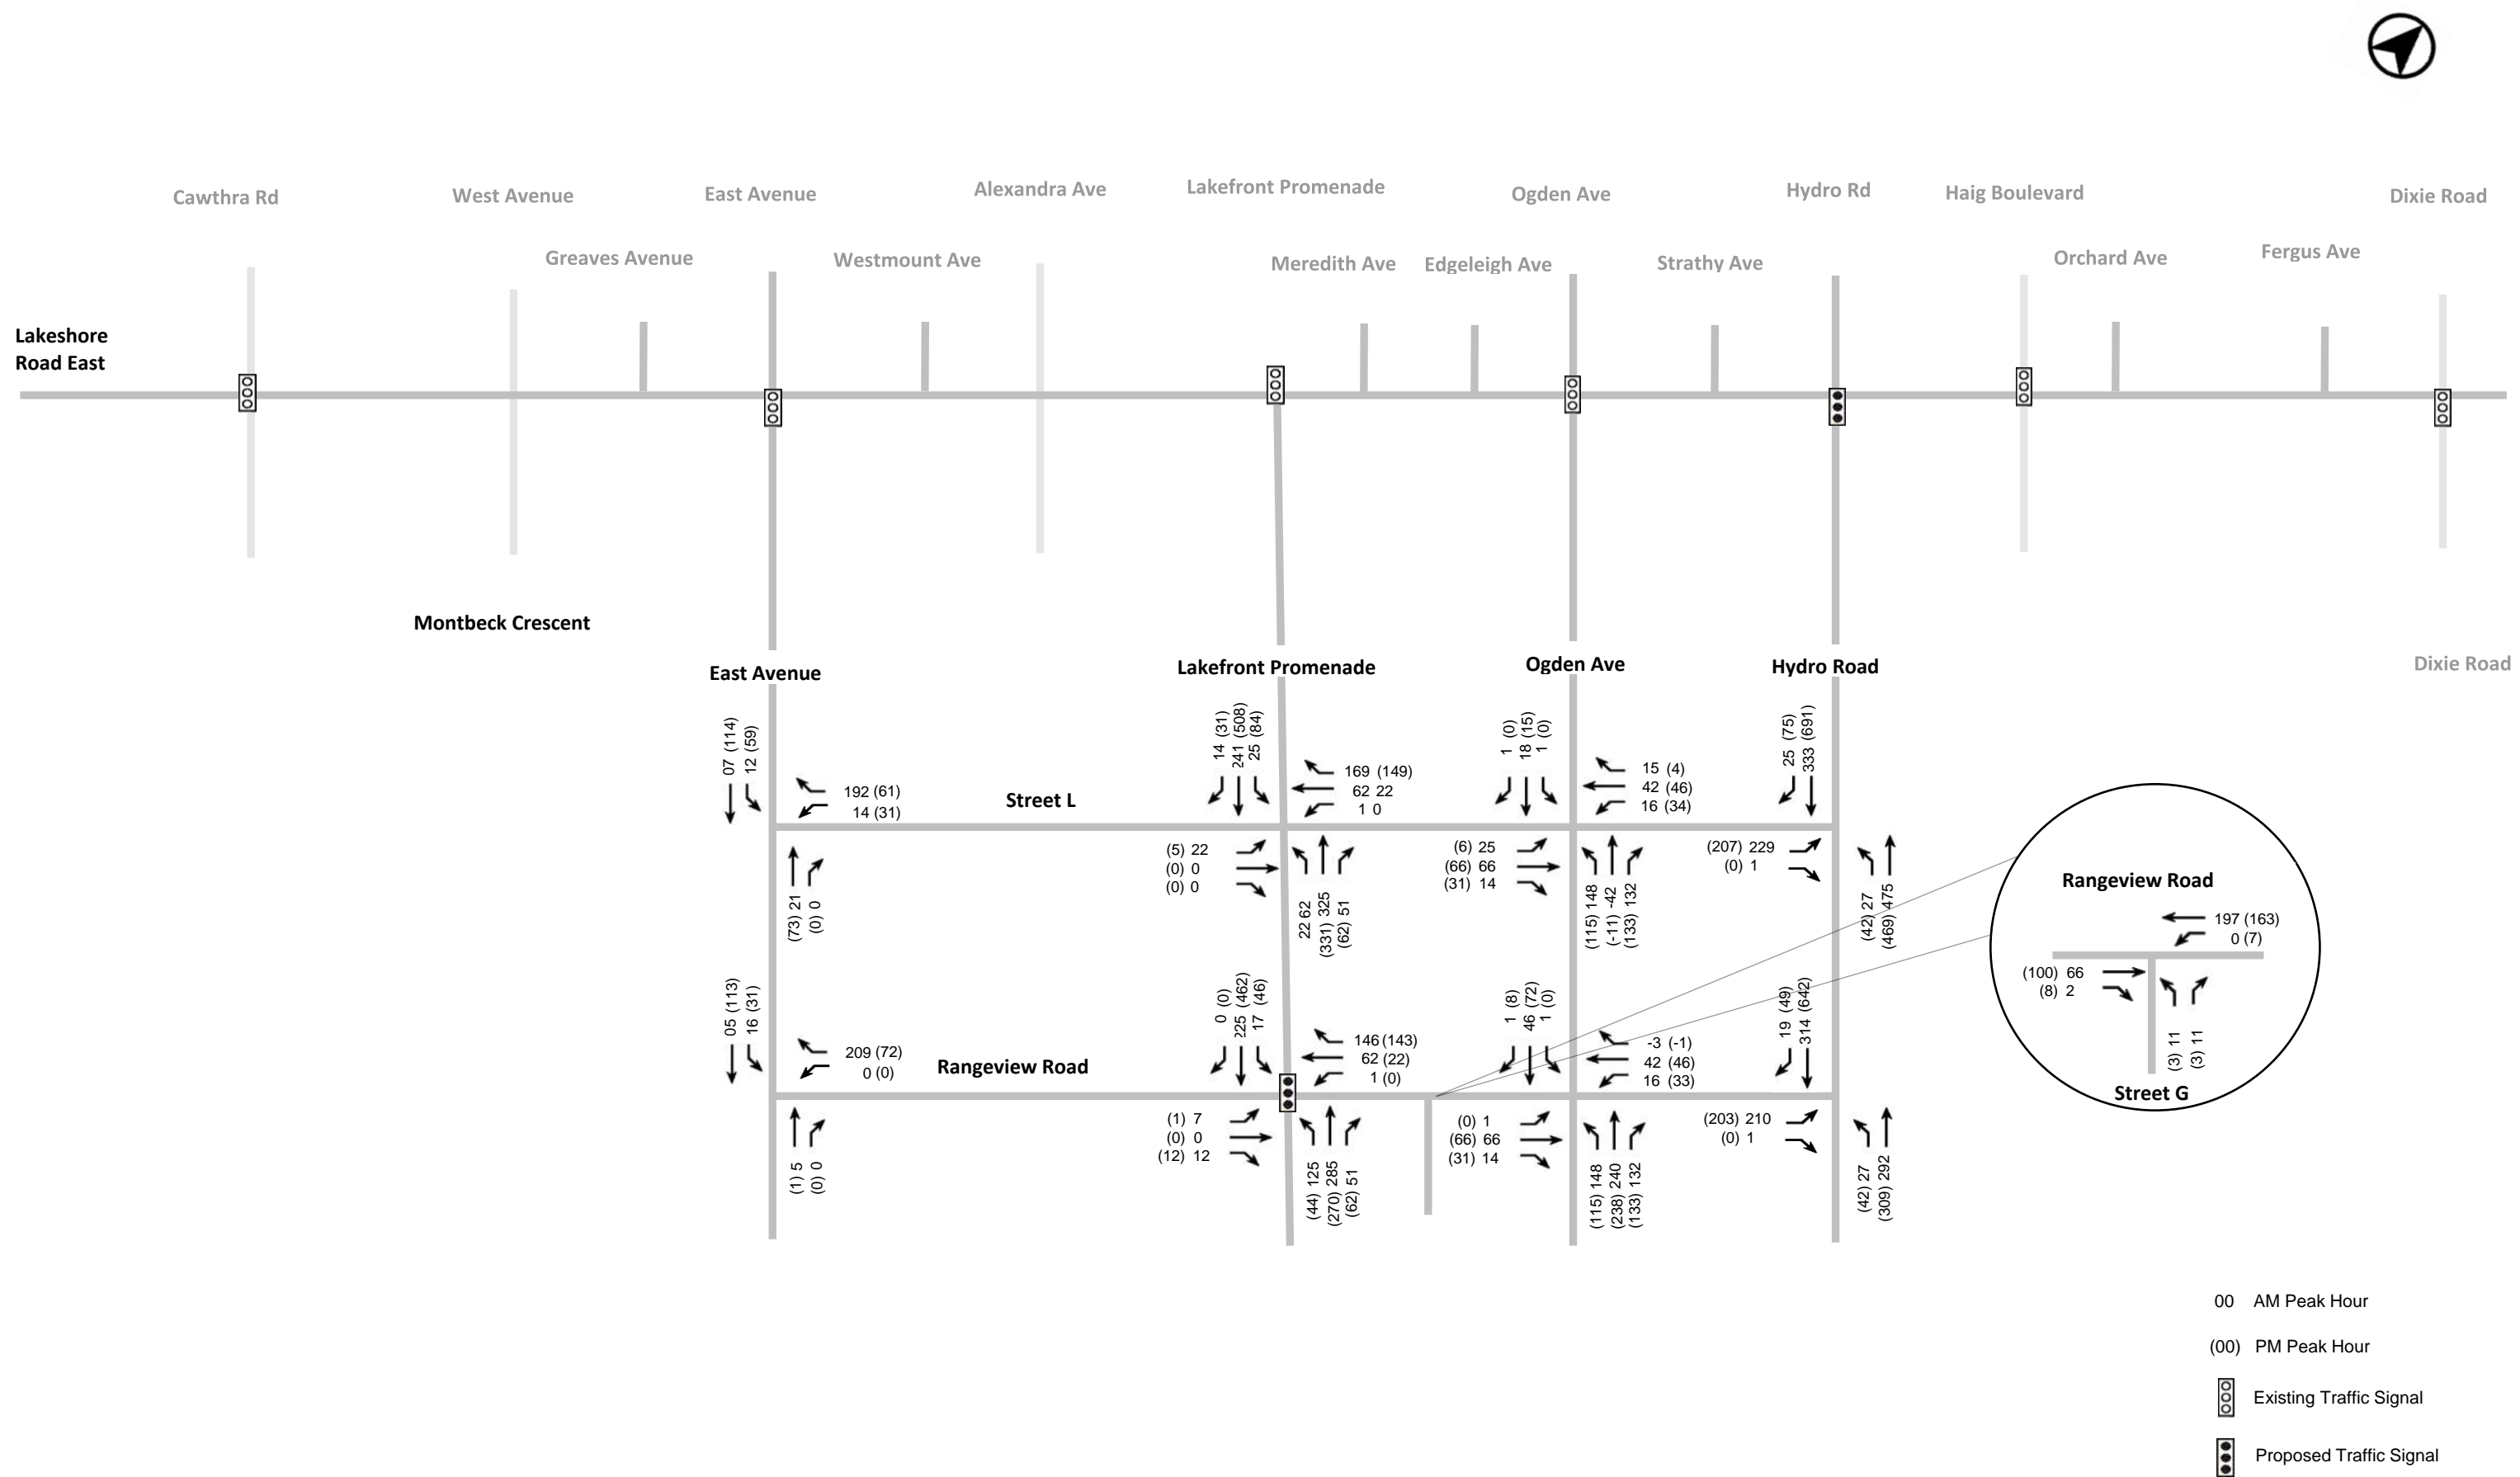 Cawthra Rd
West Avenue
East Avenue
Alexandra Ave
Lakefront Promenade
Ogden Ave
Hydro Rd
Haig Boulevard
Dixie Road
Greaves Avenue
Westmount Ave
Meredith Ave
Edgeleigh Ave
Strathy Ave
Orchard Ave
Fergus Ave
Lakeshore
Road East
Montbeck Crescent
East Avenue
Lakefront Promenade
Ogden Ave
Hydro Road
Dixie Road
07 (114)
12 (59)
192 (61)
14 (31)
Street L
14 (31)
241 (508)
25 (84)
169 (149)
62 22
1 0
1 (0)
18 (15)
1 (0)
15 (4)
42 (46)
16 (34)
25 (75)
333 (691)
(73) 21
(0) 0
(5) 22
(0) 0
(0) 0
22 62
(331) 325
(62) 51
(6) 25
(66) 66
(31) 14
(115) 148
(-11) -42
(133) 132
(207) 229
(0) 1
(42) 27
(469) 475
Rangeview Road
197 (163)
0 (7)
(100) 66
(8) 2
(3) 11
(3) 11
Street G
05 (113)
16 (31)
209 (72)
0 (0)
Rangeview Road
0 (0)
225 (462)
17 (46)
146 (143)
62 (22)
1 (0)
1 (8)
46 (72)
1 (0)
-3 (-1)
42 (46)
16 (33)
19 (49)
314 (642)
(1) 5
(0) 0
(1) 7
(0) 0
(12) 12
(44) 125
(270) 285
(62) 51
(0) 1
(66) 66
(31) 14
(115) 148
(238) 240
(133) 132
(203) 210
(0) 1
(42) 27
(309) 292
00 AM Peak Hour
(00) PM Peak Hour
Existing Traffic Signal
Proposed Traffic Signal